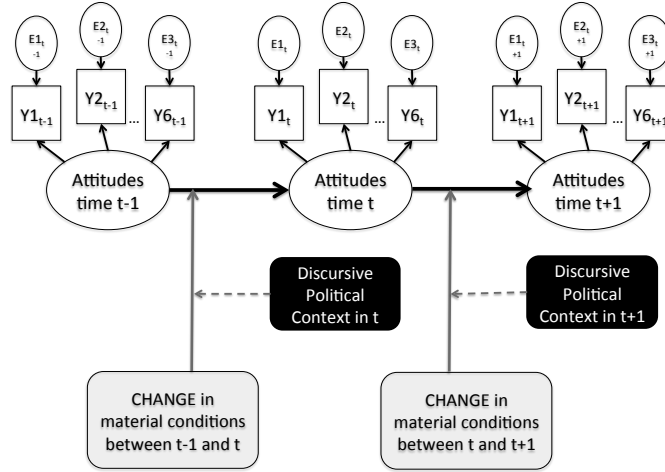 E1t-1
E2t-1
E3t-1
E1t
E2t
E3t
E1t+1
E2t+1
E3t+1
Y1t-1
Y2t-1
...
Y6t-1
Y1t
Y2t
...
Y6t
Y1t+1
Y2t+1
...
Y6t+1
Attitudes
time t-1
Attitudes
time t
Attitudes
time t+1
Discursive
Political
Context in t
Discursive
Political
Context in t+1
CHANGE in
material conditions
between t-1 and t
CHANGE in
material conditions
between t and t+1